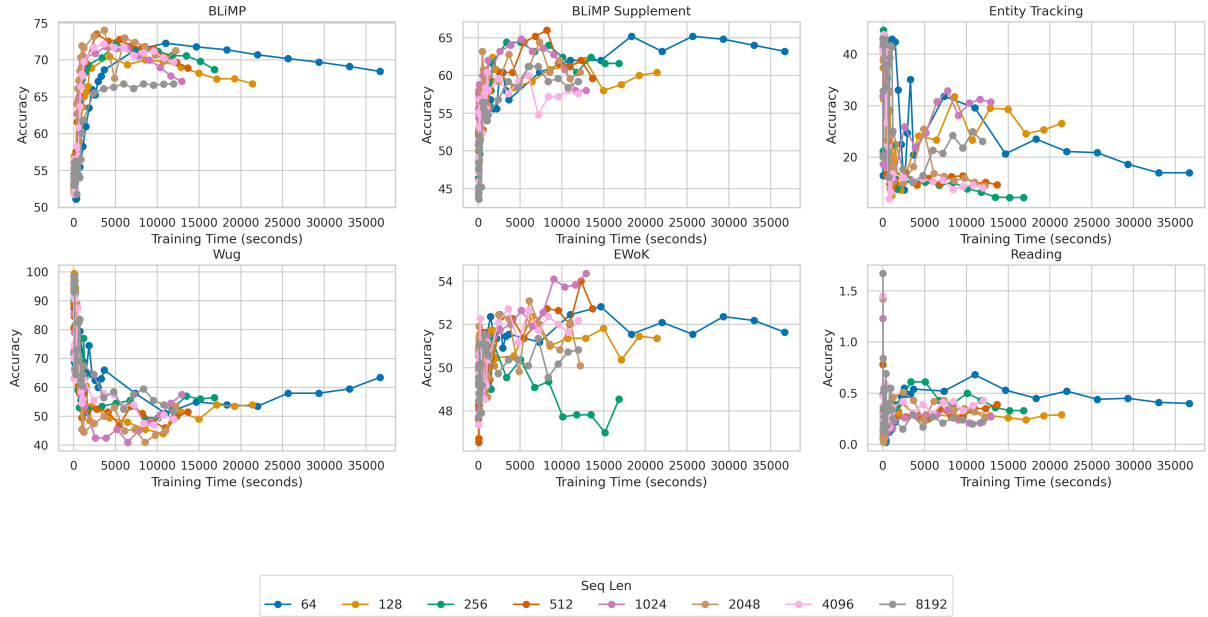 BLiMP
BLiMP Supplement
Entity Tracking
Accuracy
75
70
65
60
55
50
0 5000 10000 15000 20000 25000 30000 35000
Training Time (seconds)
Accuracy
65
60
55
50
45
0 5000 10000 15000 20000 25000 30000 35000
Training Time (seconds)
Accuracy
40
30
20
0 5000 10000 15000 20000 25000 30000 35000
Training Time (seconds)
Wug
EWoK
Reading
Accuracy
100
90
80
70
60
50
40
0 5000 10000 15000 20000 25000 30000 35000
Training Time (seconds)
Accuracy
54
52
50
48
0 5000 10000 15000 20000 25000 30000 35000
Training Time (seconds)
Accuracy
1.5
1.0
0.5
0.0
0 5000 10000 15000 20000 25000 30000 35000
Training Time (seconds)
Seq Len
64 128 256 512 1024 2048 4096 8192